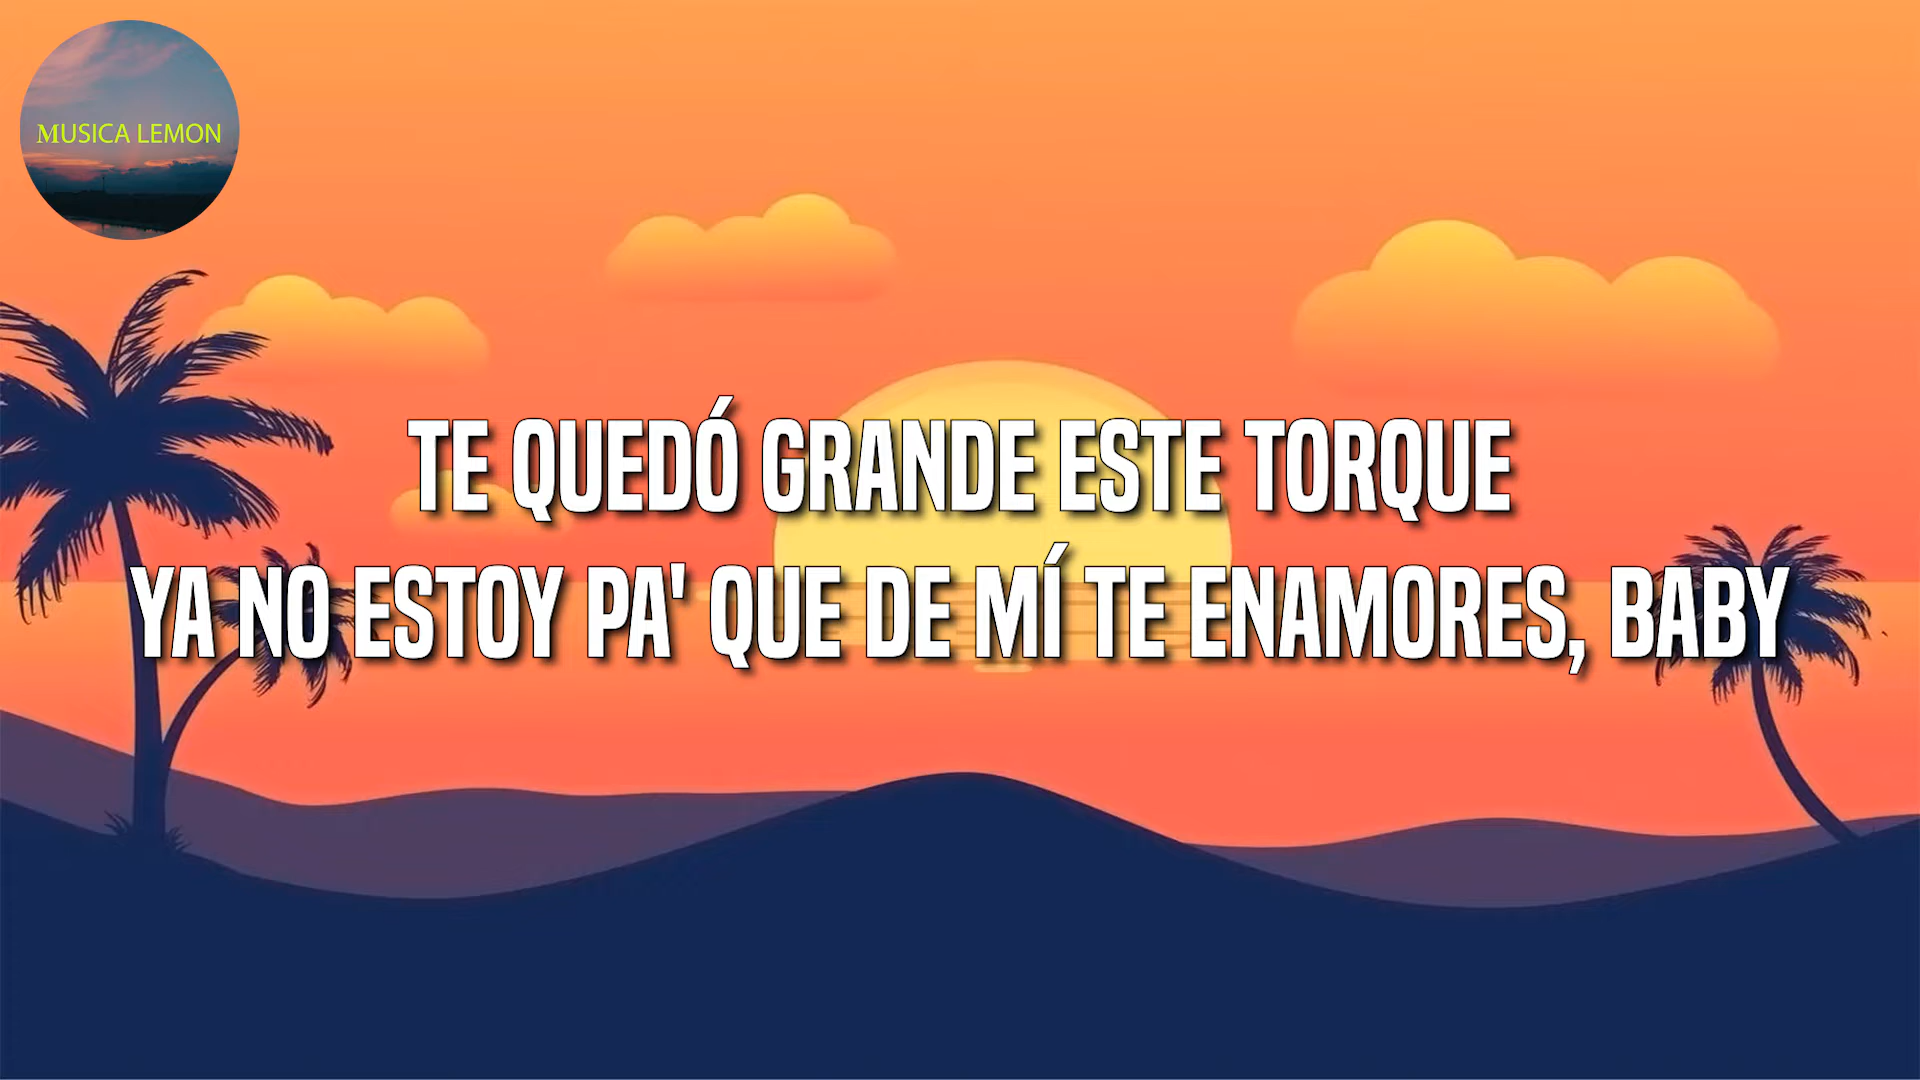 MUSICA LEMON
TE QUEDÓ GRANDE ESTE TORQUE
YA NO ESTOY PA' QUE DE MÍ TE ENAMORES, BABY